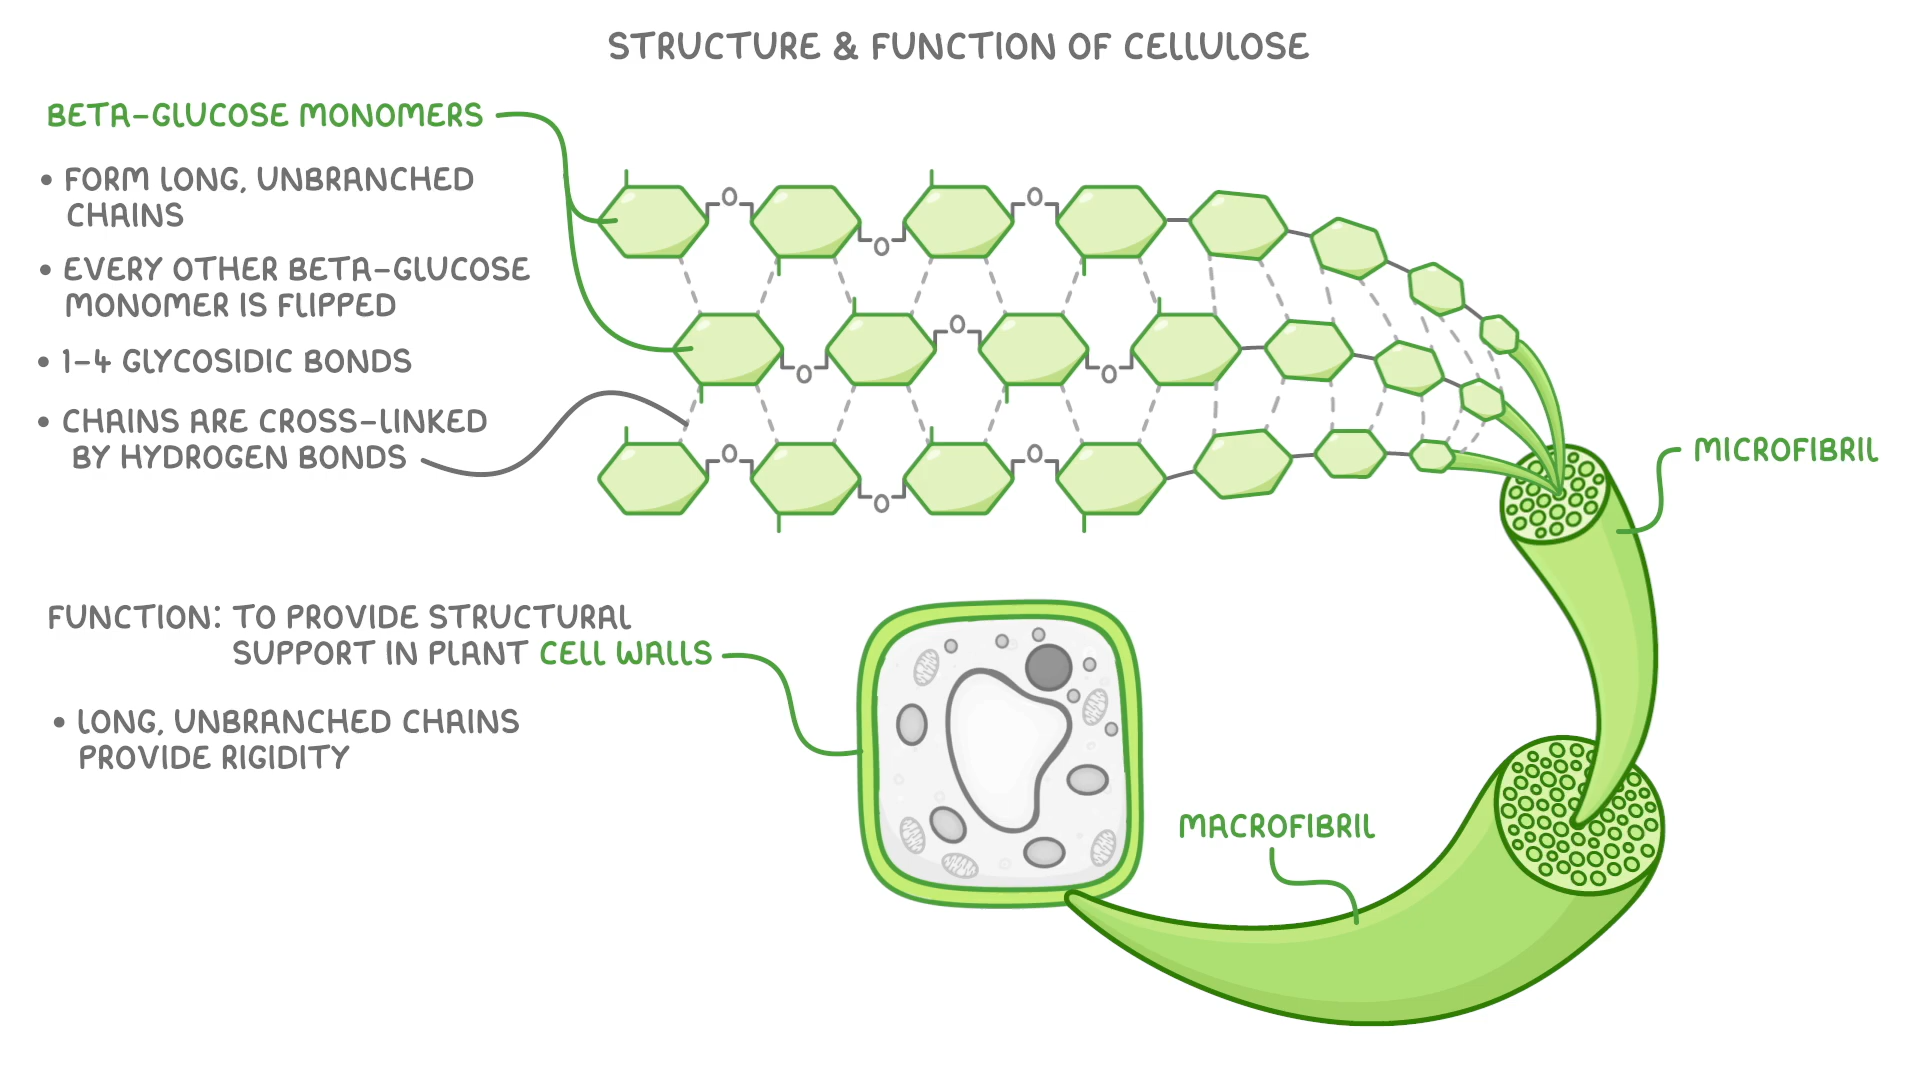 STRUCTURE & FUNCTION OF CELLULOSE
BETA-GLUCOSE MONOMERS
• FORM LONG, UNBRANCHED
CHAINS
• EVERY OTHER BETA-GLUCOSE
MONOMER IS FLIPPED
• 1-4 GLYCOSIDIC BONDS
• CHAINS ARE CROSS-LINKED
BY HYDROGEN BONDS
O O
O
O
O O
O O
O
MICROFIBRIL
FUNCTION: TO PROVIDE STRUCTURAL
SUPPORT IN PLANT CELL WALLS
• LONG, UNBRANCHED CHAINS
PROVIDE RIGIDITY
MACROFIBRIL